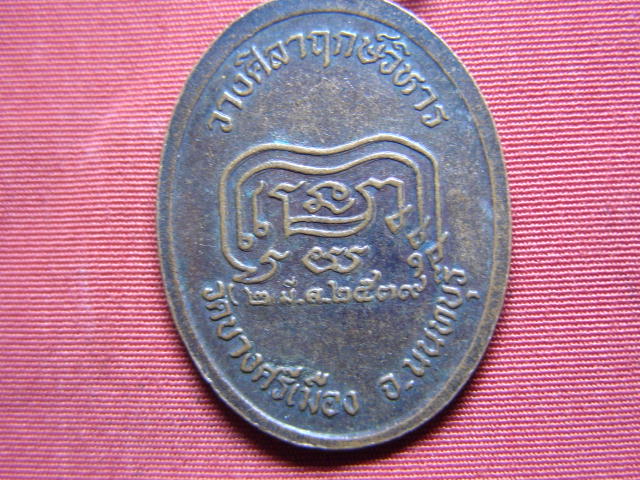 วางศิลาฤกษ์วิหาร
๒ มี.ค.๒๕๓๙
วัดบางศรีเมือง จ.นนทบุรี